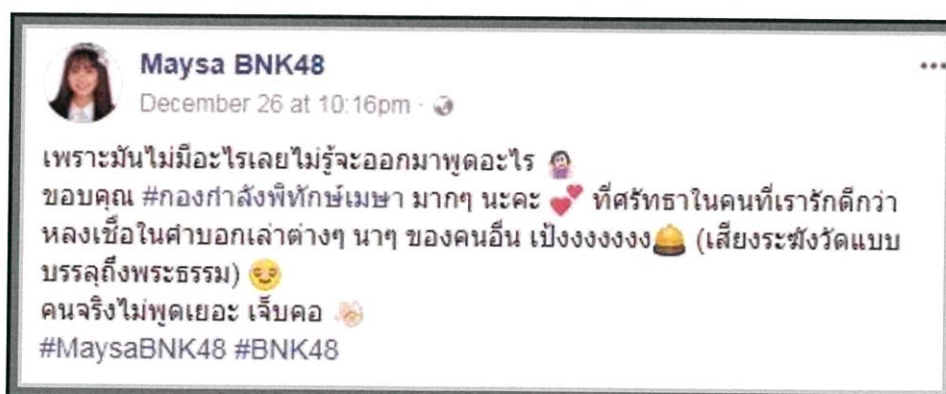 Maysa BNK48
December 26 at 10:16pm ·
เพราะมันไม่มีอะไรเลยไม่รู้จะออกมาพูดอะไร 🤷🏻‍♀️
ขอบคุณ #กองกำลังพิทักษ์เมษา มากๆ นะคะ 💕 ที่ศรัทธาในคนที่เรารักดีกว่า
หลงเชื่อในคำบอกเล่าต่างๆ นาๆ ของคนอื่น เป้งงงงงง🛎 (เสียงระฆังวัดแบบ
บรรลุถึงพระธรรม) 😌
คนจริงไม่พูดเยอะ เจ็บคอ 👏🏻
#MaysaBNK48 #BNK48